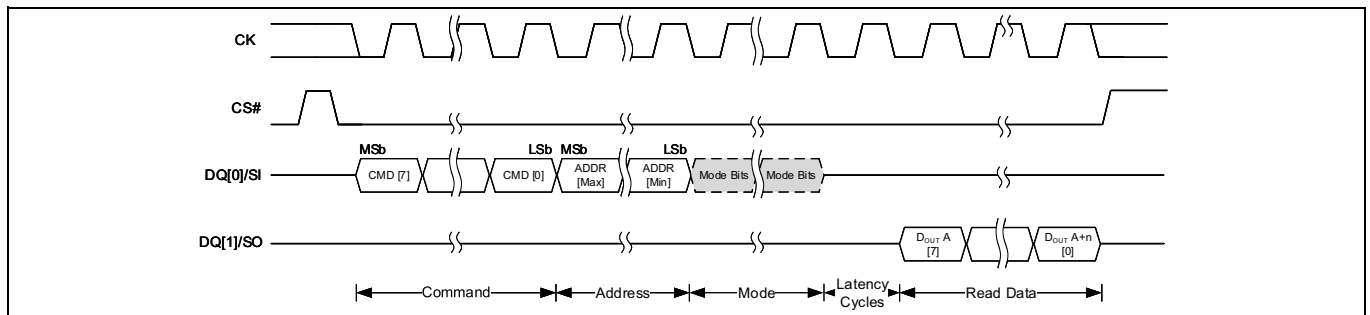 CK
CS#
MSb LSb MSb LSb
DQ[0]/SI CMD [7] CMD [0] ADDR [Max] ADDR [Min] Mode Bits Mode Bits
DQ[1]/SO DOUT A [7] DOUT A+n [0]
Command Address Mode Latency Cycles Read Data